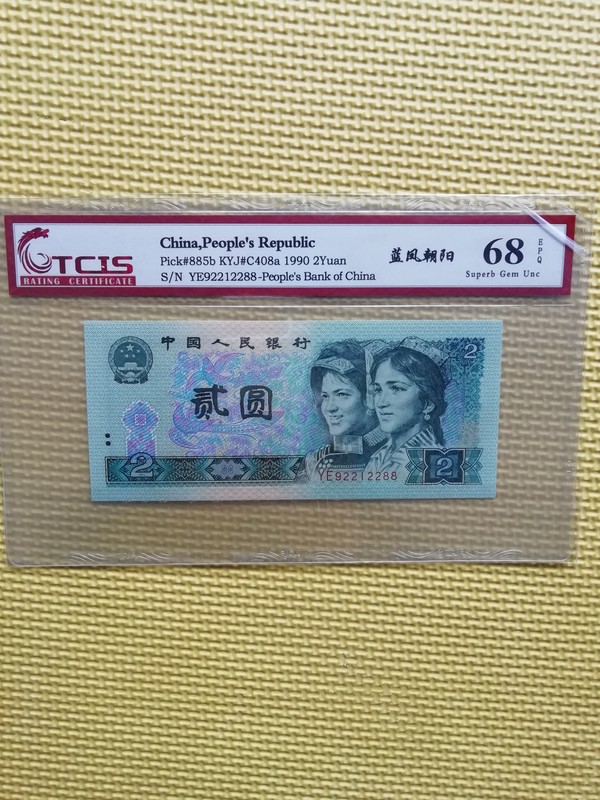 TCIS
RATING CERTIFICATE
China,People's Republic
Pick#885b KYJ#C408a 1990 2Yuan
S/N YE92212288-People's Bank of China
蓝凤朝阳
68
EPQ
Superb Gem Unc
中国人民银行
2
贰圆
2
YE92212288
2